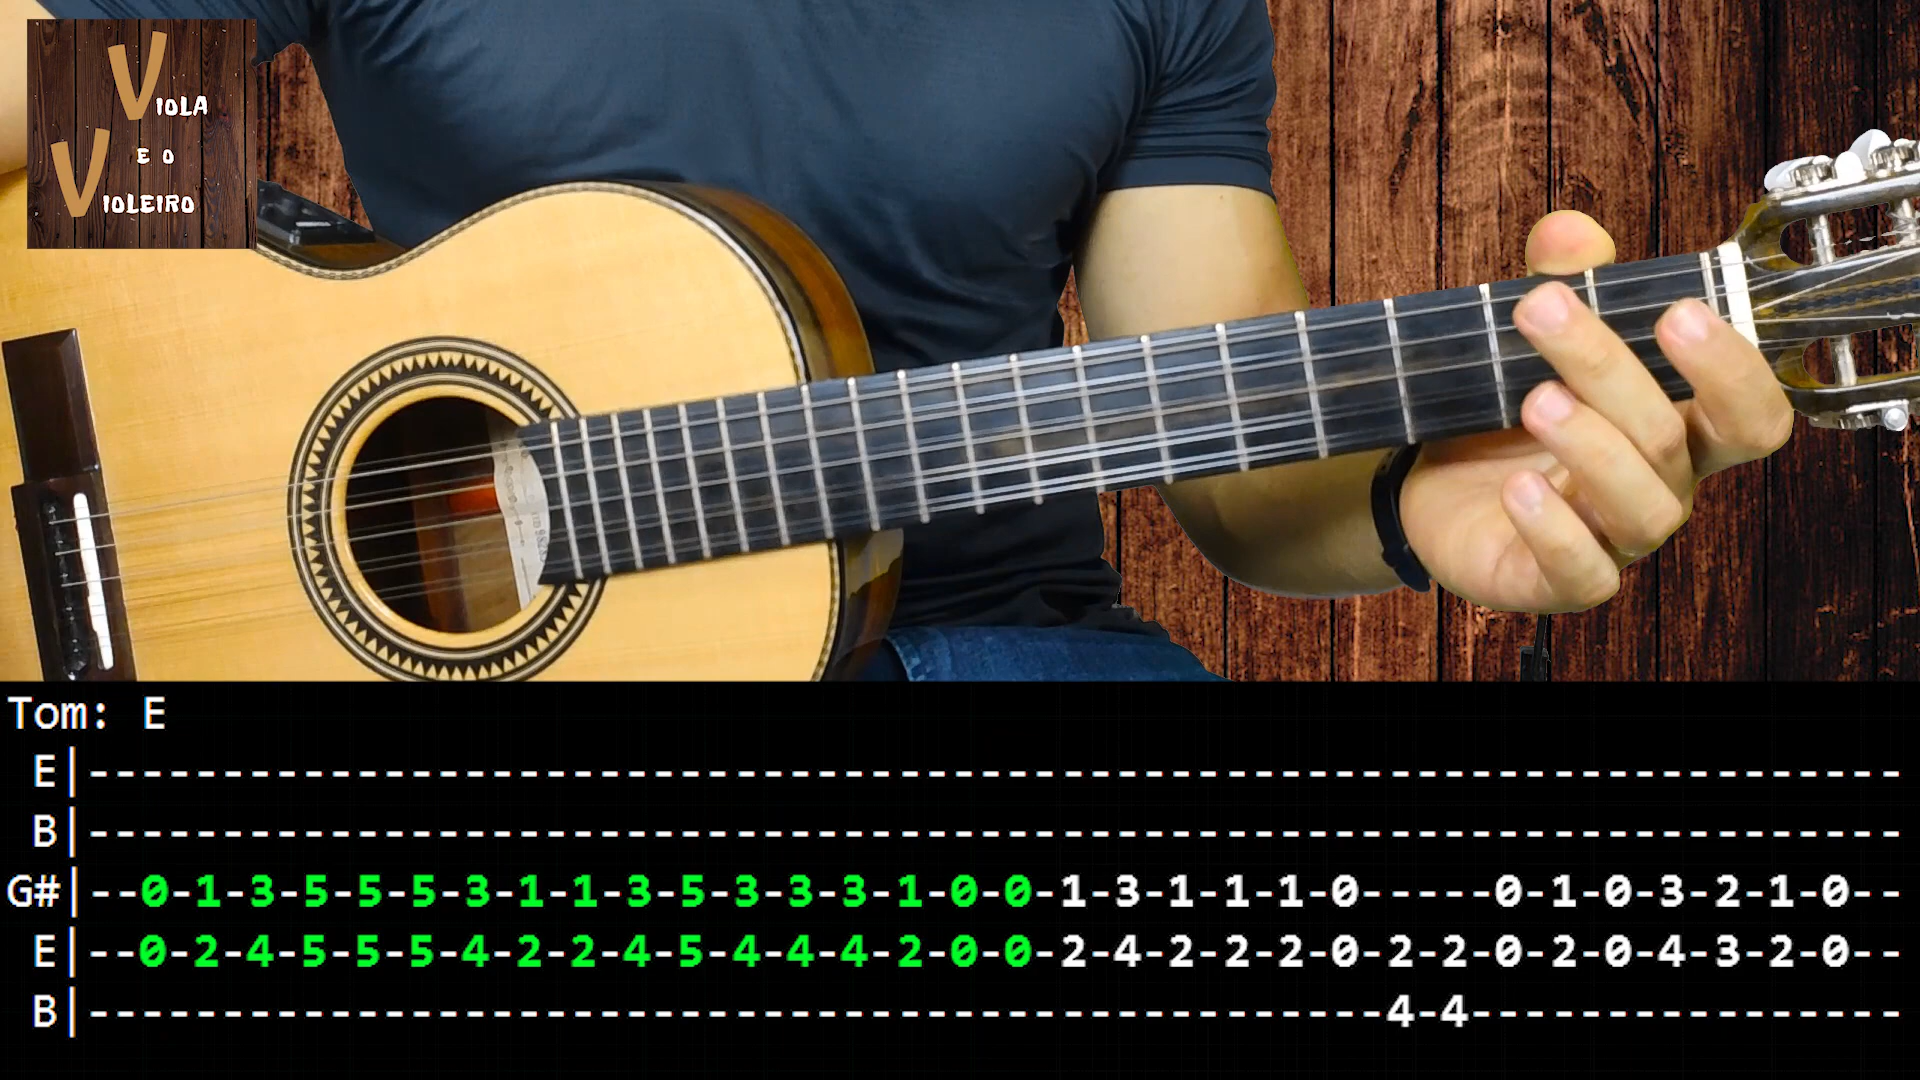 VIOLA
E O
VIOLEIRO
Tom: E
E|-------------------------------------------------------------------
B|-------------------------------------------------------------------
G#|--0-1-3-5-5-5-3-1-1-3-5-3-3-3-1-0-0-1-3-1-1-1-0-----0-1-0-3-2-1-0--
E|--0-2-4-5-5-5-4-2-2-4-5-4-4-4-2-0-0-2-4-2-2-2-0-2-2-0-2-0-4-3-2-0--
B|------------------------------------------------4-4----------------